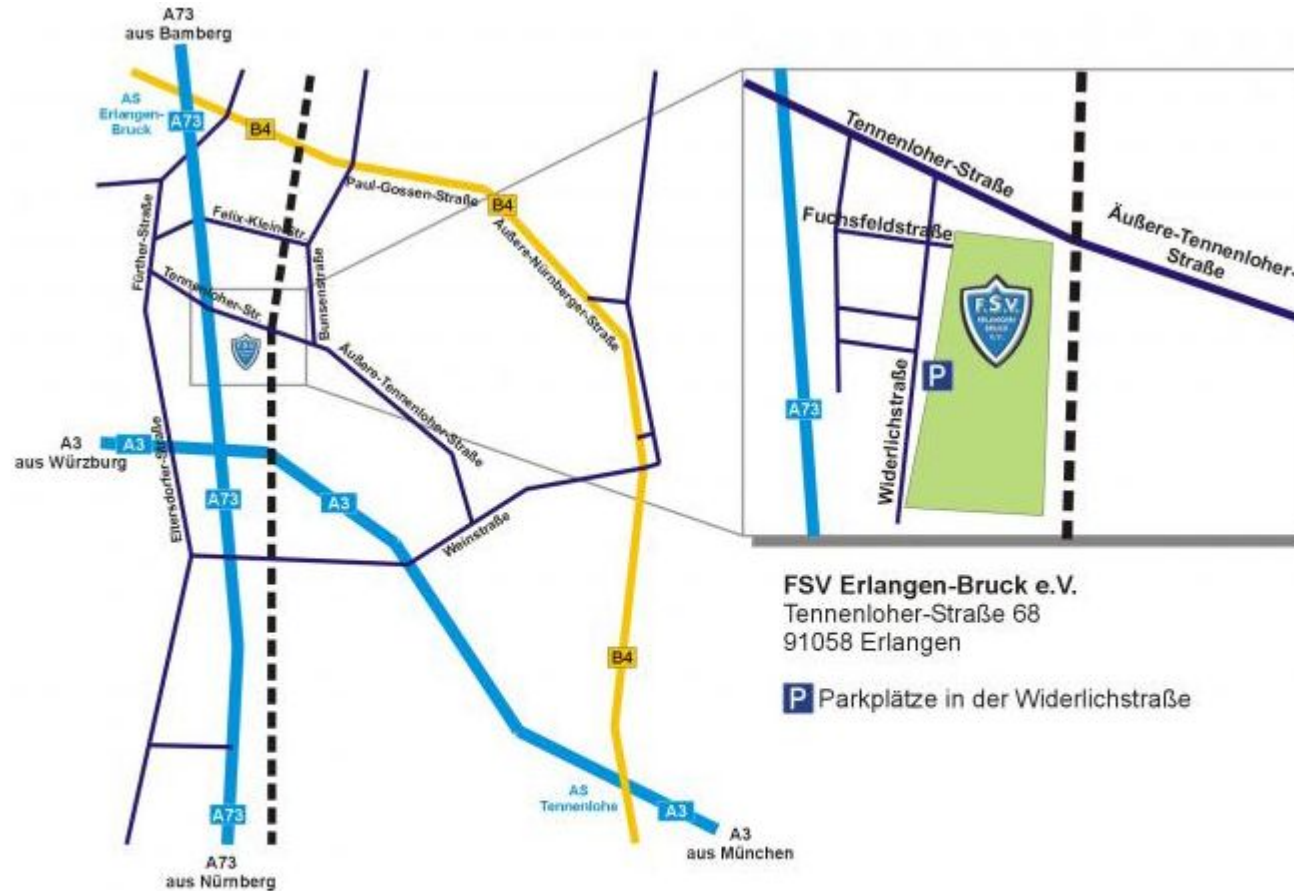 A73
aus Bamberg
AS
Erlangen-
Bruck
A73
B4
Paul-Gossen-Straße
B4
Fürther-Straße
Felix-Klein-Str.
Bunsenstraße
Äußere-Nürnberger-Straße
Tennenloher-Str.
FSV
Äußere-Tennenloher-Straße
A3
aus Würzburg
A3
Eltersdorfer-Straße
A73
A3
Weinstraße
B4
AS
Tennenlohe
A3
A3
aus München
A73
A73
aus Nürnberg
Tennenloher-Straße
Fuchsfeldstraße
Äußere-Tennenloher-
Straße
F.S.V.
ERLANGEN
BRUCK
e.V.
P
A73
Widerlichstraße
FSV Erlangen-Bruck e.V.
Tennenloher-Straße 68
91058 Erlangen
P Parkplätze in der Widerlichstraße